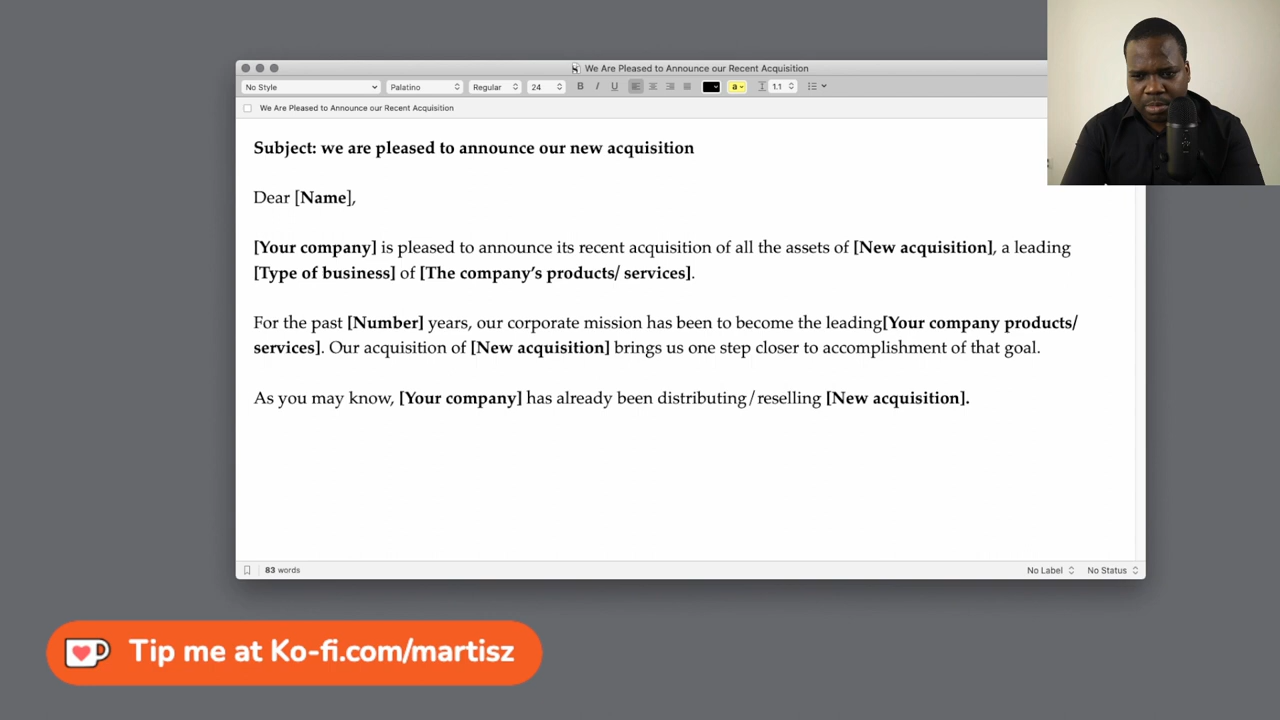 We Are Pleased to Announce our Recent Acquisition
No Style Palatino Regular 24 B I U a 1.1
We Are Pleased to Announce our Recent Acquisition
Subject: we are pleased to announce our new acquisition
Dear [Name],
[Your company] is pleased to announce its recent acquisition of all the assets of [New acquisition], a leading
[Type of business] of [The company’s products/ services].
For the past [Number] years, our corporate mission has been to become the leading[Your company products/
services]. Our acquisition of [New acquisition] brings us one step closer to accomplishment of that goal.
As you may know, [Your company] has already been distributing/reselling [New acquisition].
83 words No Label No Status
Tip me at Ko-fi.com/martisz